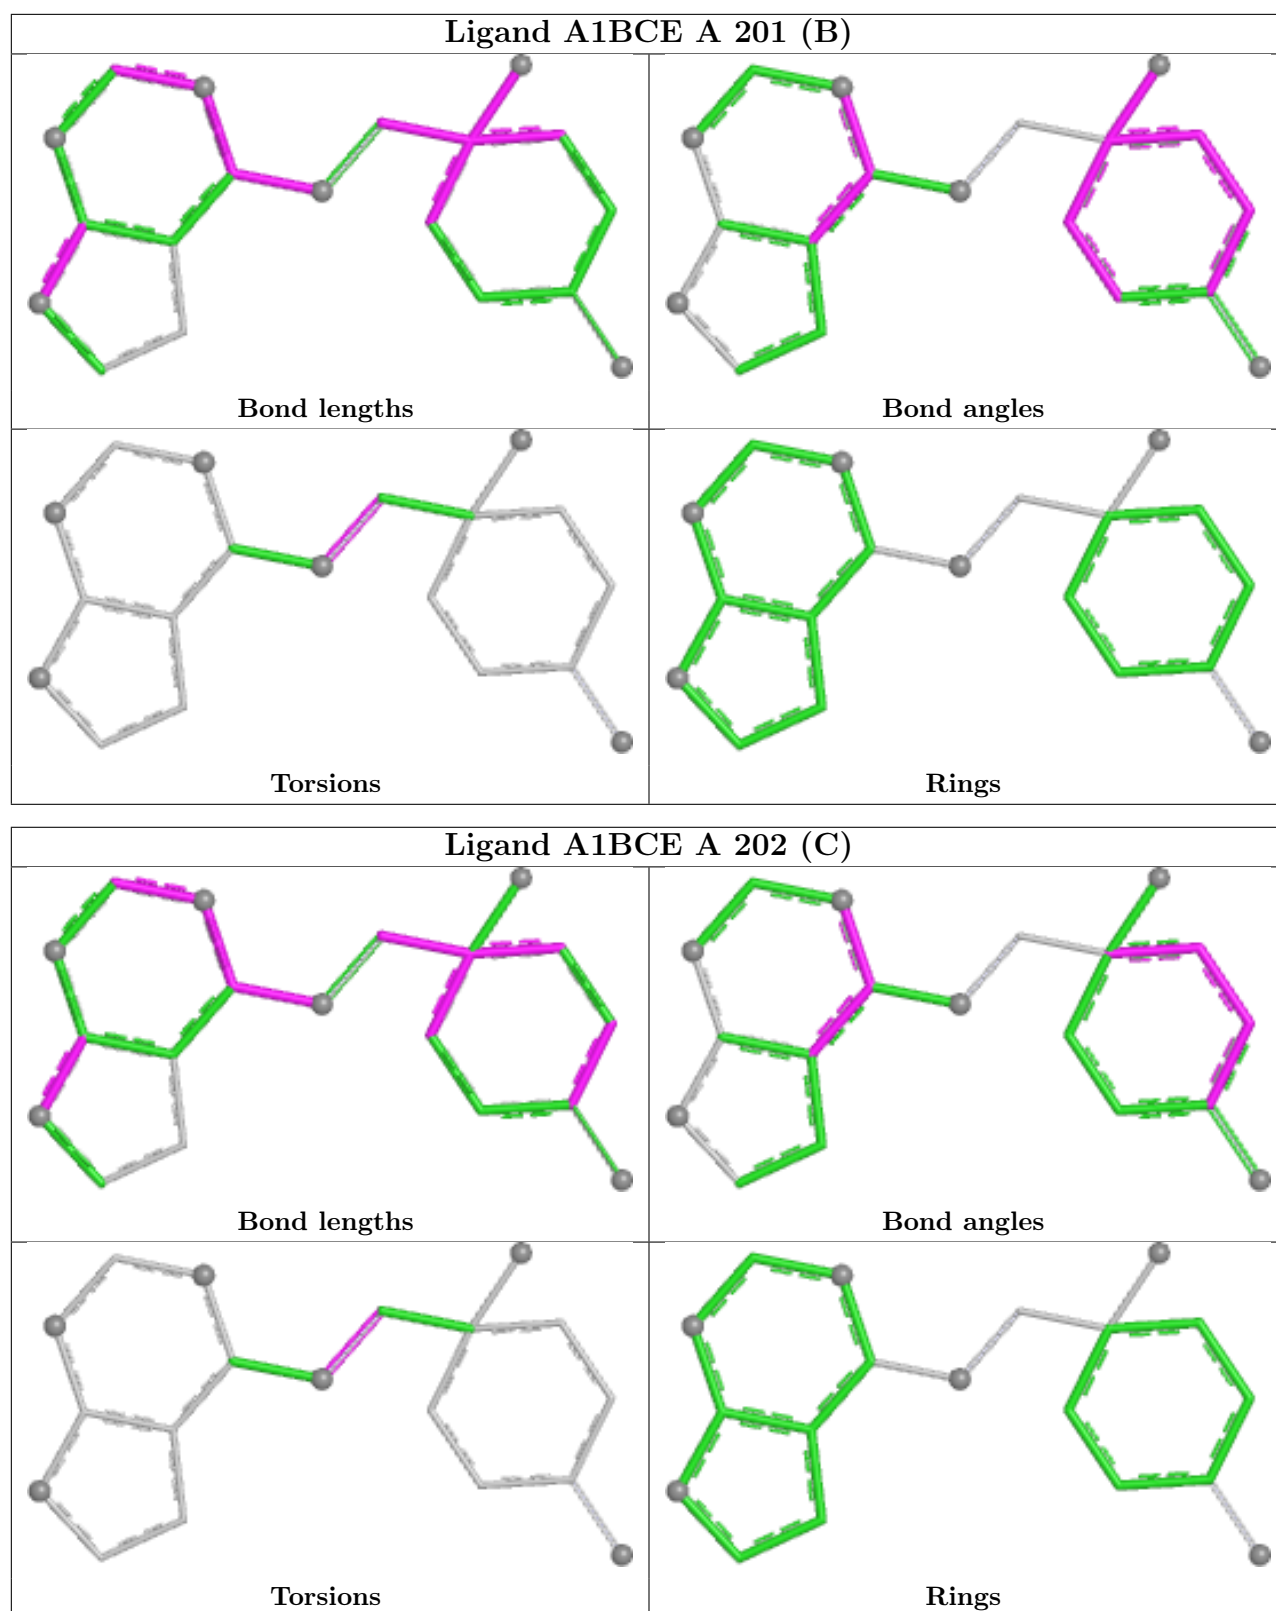 Ligand A1BCE A 201 (B)
Bond lengths
Bond angles
Torsions
Rings
Ligand A1BCE A 202 (C)
Bond lengths
Bond angles
Torsions
Rings